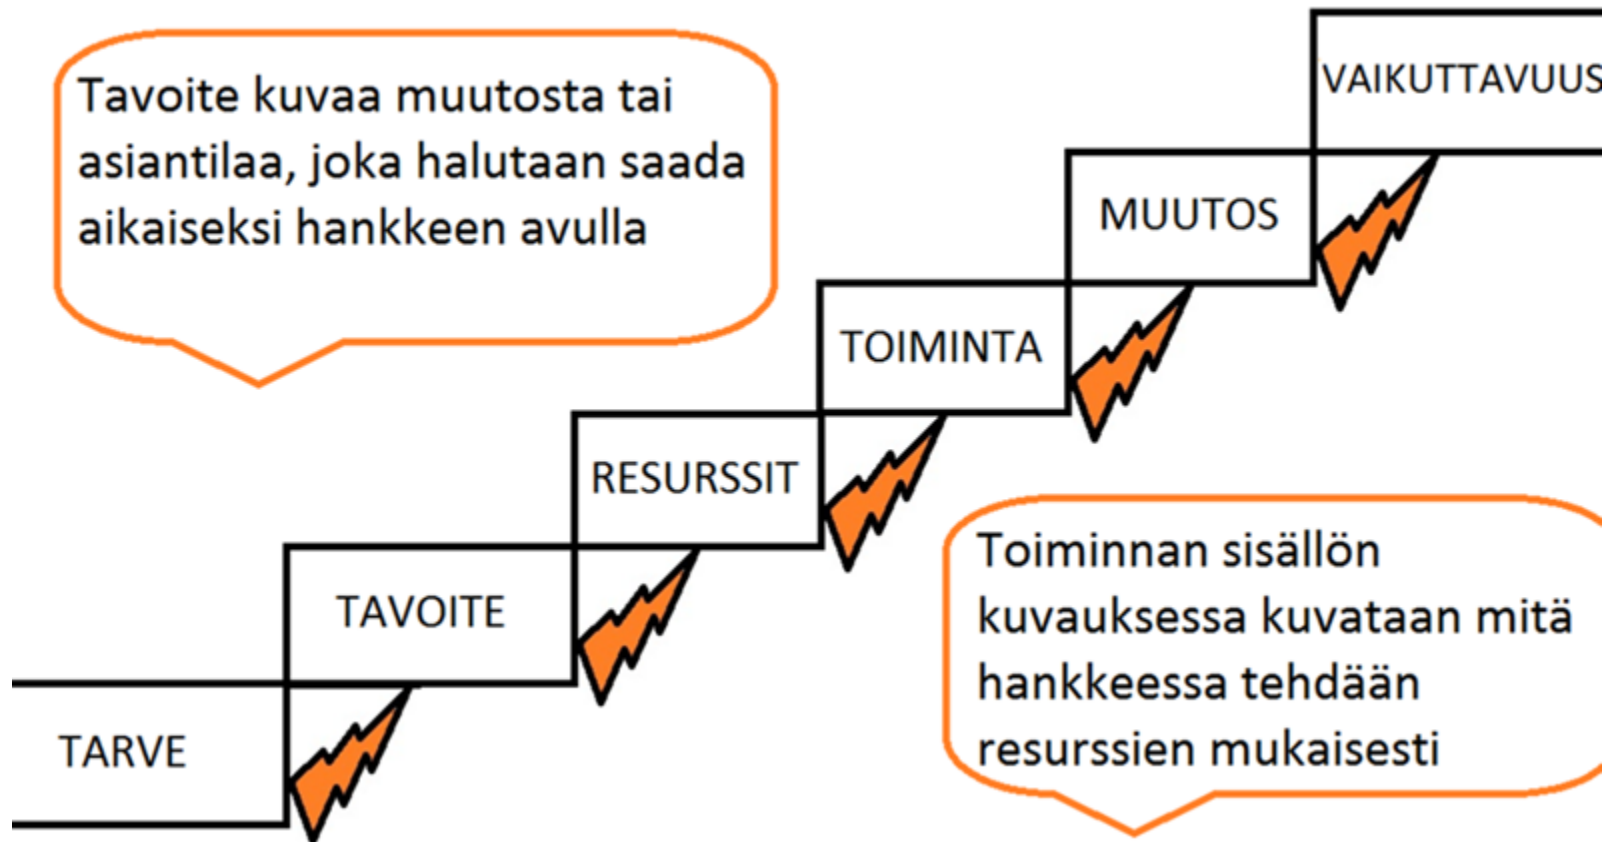 Tavoite kuvaa muutosta tai
asiantilaa, joka halutaan saada
aikaiseksi hankkeen avulla
VAIKUTTAVUUS
MUUTOS
TOIMINTA
RESURSSIT
TAVOITE
TARVE
Toiminnan sisällön
kuvauksessa kuvataan mitä
hankkeessa tehdään
resurssien mukaisesti